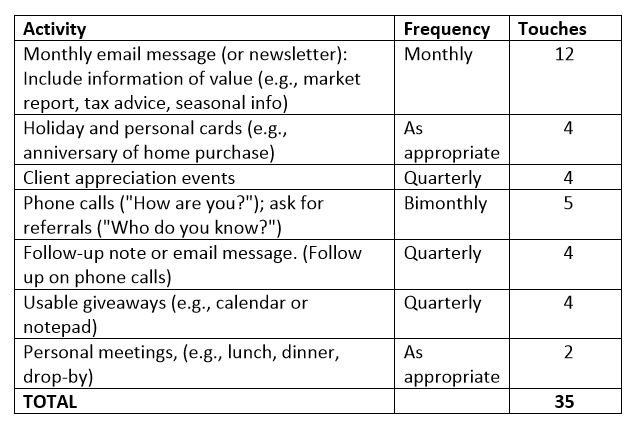 Activity Frequency Touches
Monthly email message (or newsletter): Monthly 12
Include information of value (e.g., market
report, tax advice, seasonal info)
Holiday and personal cards (e.g., As 4
anniversary of home purchase) appropriate
Client appreciation events Quarterly 4
Phone calls ("How are you?"); ask for Bimonthly 5
referrals ("Who do you know?")
Follow-up note or email message. (Follow Quarterly 4
up on phone calls)
Usable giveaways (e.g., calendar or Quarterly 4
notepad)
Personal meetings, (e.g., lunch, dinner, As 2
drop-by) appropriate
TOTAL 35